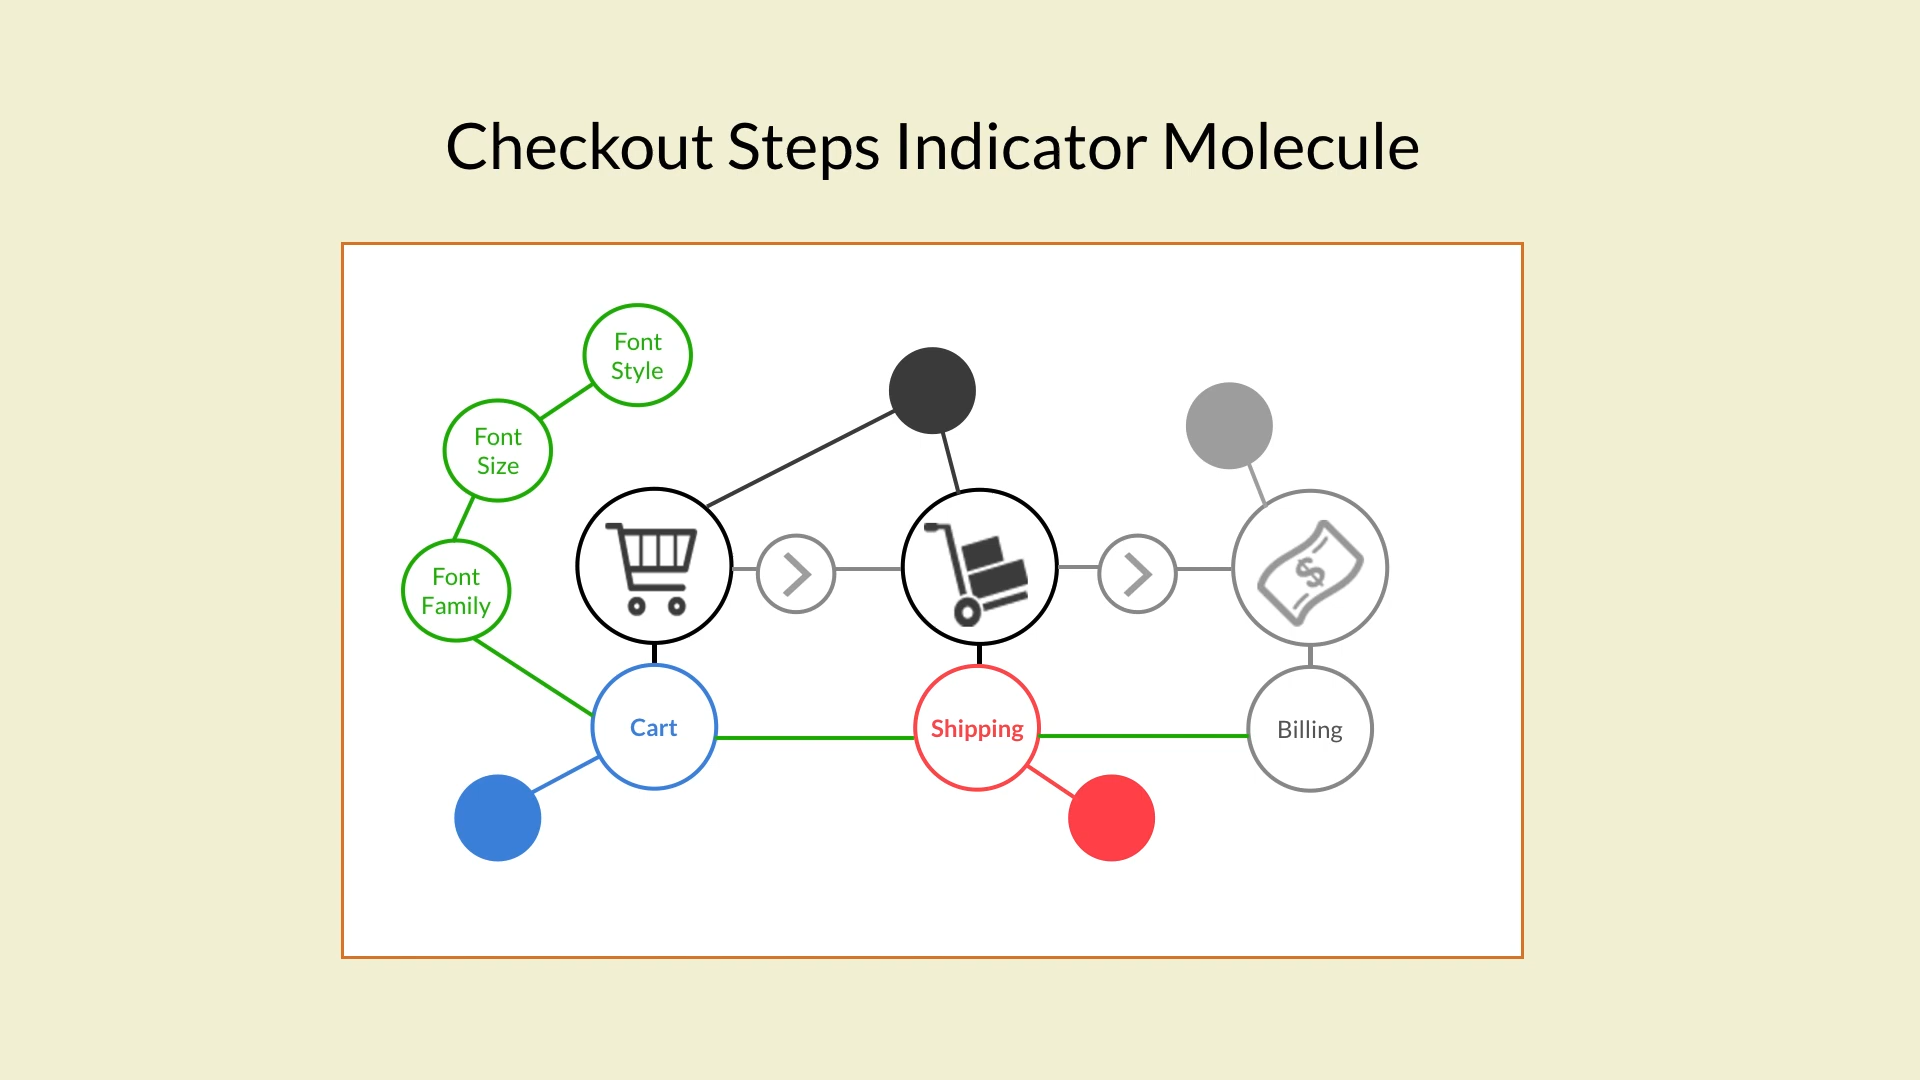 Checkout Steps Indicator Molecule
Font
Style
Font
Size
Font
Family
$
Cart
Shipping
Billing